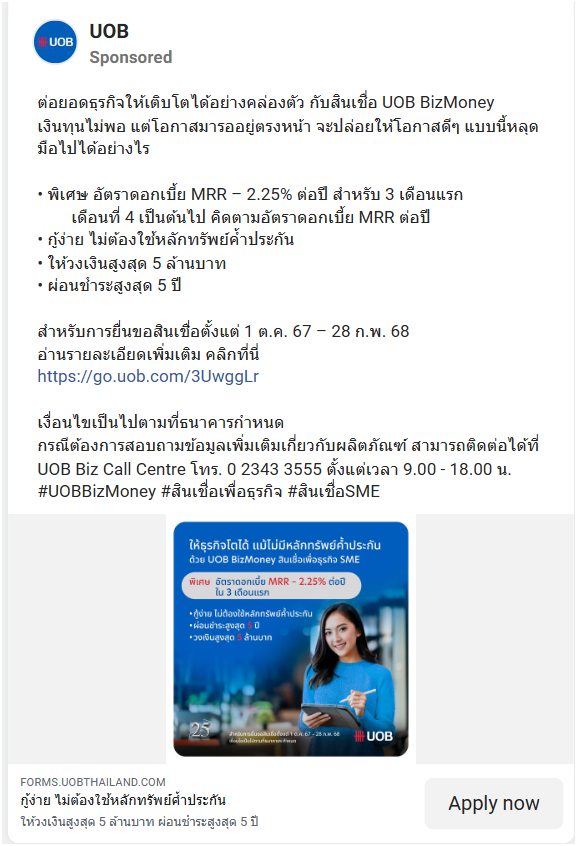 UOB
UOB
Sponsored
ต่อยอดธุรกิจให้เติบโตได้อย่างคล่องตัว กับสินเชื่อ UOB BizMoney
เงินทุนไม่พอ แต่โอกาสมารออยู่ตรงหน้า จะปล่อยให้โอกาสดีๆ แบบนี้หลุด
มือไปได้อย่างไร
• พิเศษ อัตราดอกเบี้ย MRR – 2.25% ต่อปี สำหรับ 3 เดือนแรก
เดือนที่ 4 เป็นต้นไป คิดตามอัตราดอกเบี้ย MRR ต่อปี
• กู้ง่าย ไม่ต้องใช้หลักทรัพย์ค้ำประกัน
• ให้วงเงินสูงสุด 5 ล้านบาท
• ผ่อนชำระสูงสุด 5 ปี
สำหรับการยื่นขอสินเชื่อตั้งแต่ 1 ต.ค. 67 – 28 ก.พ. 68
อ่านรายละเอียดเพิ่มเติม คลิกที่นี่
https://go.uob.com/3UwggLr
เงื่อนไขเป็นไปตามที่ธนาคารกำหนด
กรณีต้องการสอบถามข้อมูลเพิ่มเติมเกี่ยวกับผลิตภัณฑ์ สามารถติดต่อได้ที่
UOB Biz Call Centre โทร. 0 2343 3555 ตั้งแต่เวลา 9.00 - 18.00 น.
#UOBBizMoney #สินเชื่อเพื่อธุรกิจ #สินเชื่อSME
ให้ธุรกิจโตได้ แม้ไม่มีหลักทรัพย์ค้ำประกัน
ด้วย UOB BizMoney สินเชื่อเพื่อธุรกิจ SME
พิเศษ อัตราดอกเบี้ย MRR - 2.25% ต่อปี
ใน 3 เดือนแรก
• กู้ง่าย ไม่ต้องใช้หลักทรัพย์ค้ำประกัน
• ผ่อนชำระสูงสุด 5 ปี
• วงเงินสูงสุด 5 ล้านบาท
25
สำหรับการยื่นขอสินเชื่อตั้งแต่ 1 ต.ค. 67 - 28 ก.พ. 68
UOB
FORMS.UOBTHAILAND.COM
กู้ง่าย ไม่ต้องใช้หลักทรัพย์ค้ำประกัน
ให้วงเงินสูงสุด 5 ล้านบาท ผ่อนชำระสูงสุด 5 ปี
Apply now